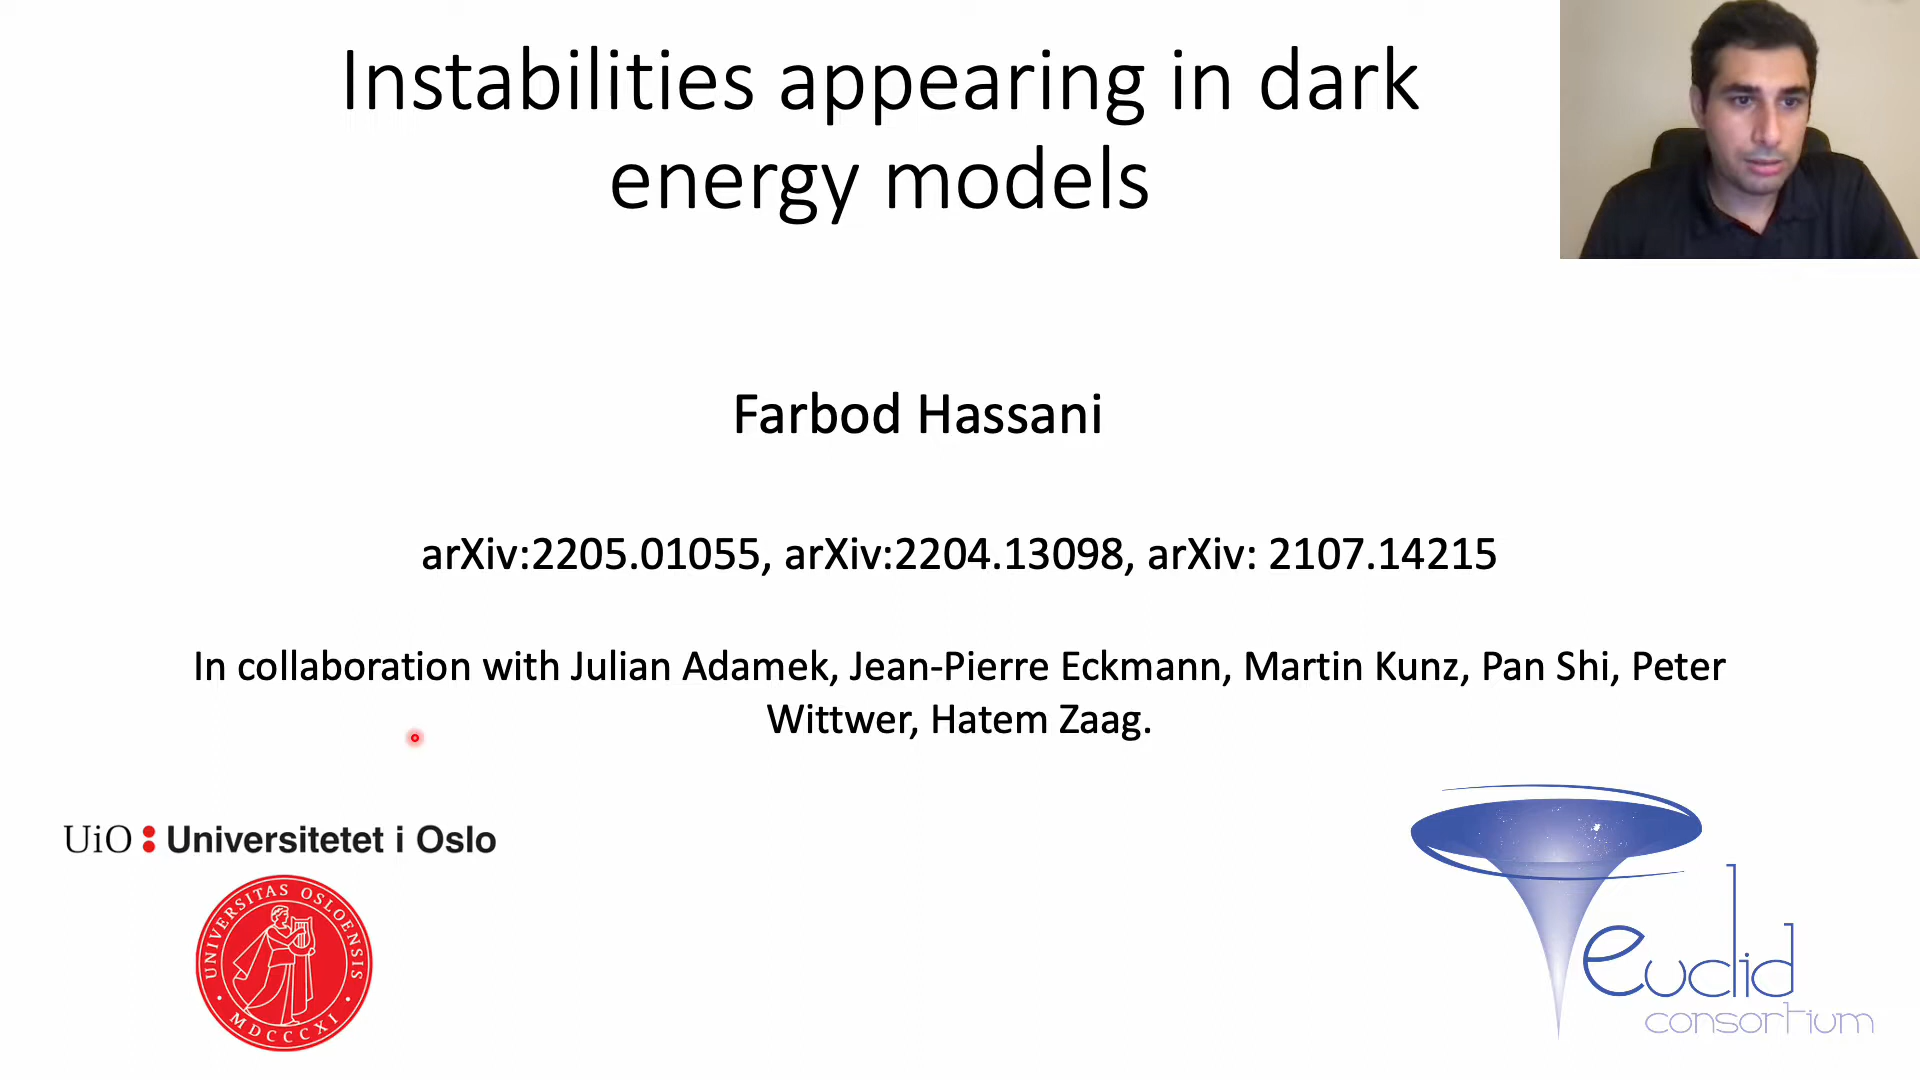 Instabilities appearing in dark
energy models
Farbod Hassani
arXiv:2205.01055, arXiv:2204.13098, arXiv: 2107.14215
In collaboration with Julian Adamek, Jean-Pierre Eckmann, Martin Kunz, Pan Shi, Peter
Wittwer, Hatem Zaag.
UiO : Universitetet i Oslo
UNIVERSITAS OSLOENSIS
MDCCCXI
euclid
consortium